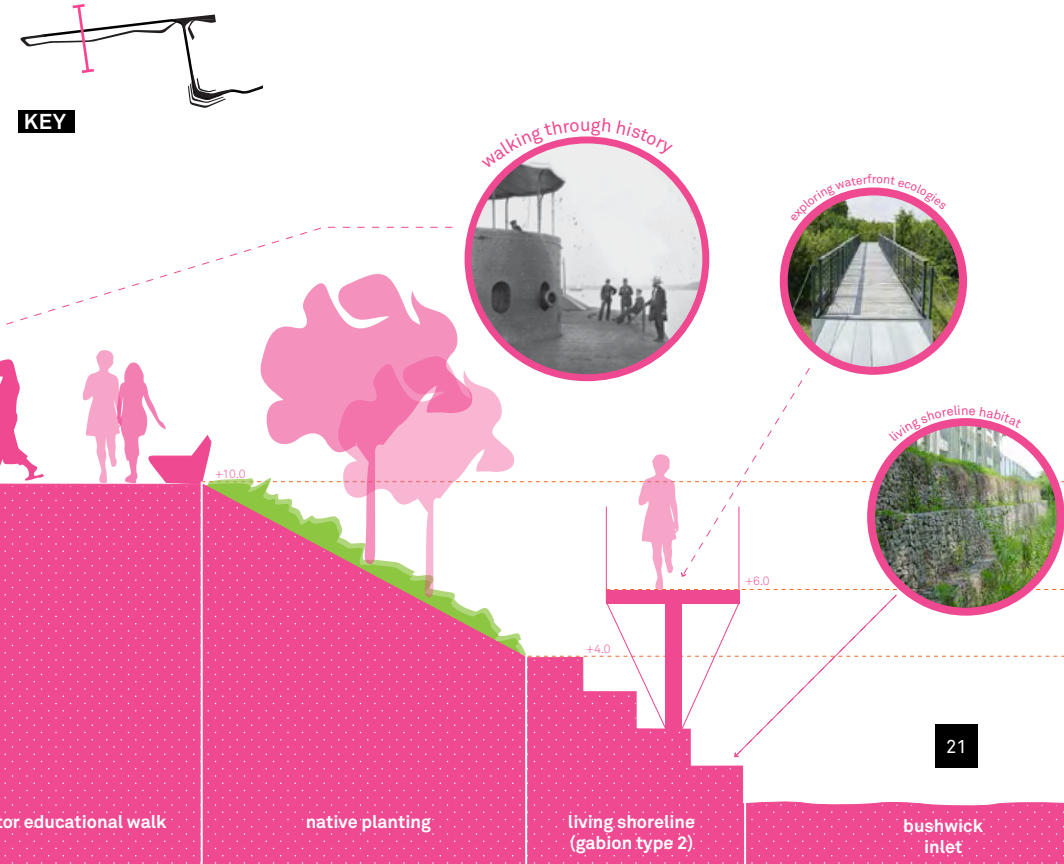 KEY
walking through history
exploring waterfront ecologies
living shoreline habitat
+10.0
+6.0
+4.0
21
tor educational walk
native planting
living shoreline
(gabion type 2)
bushwick
inlet